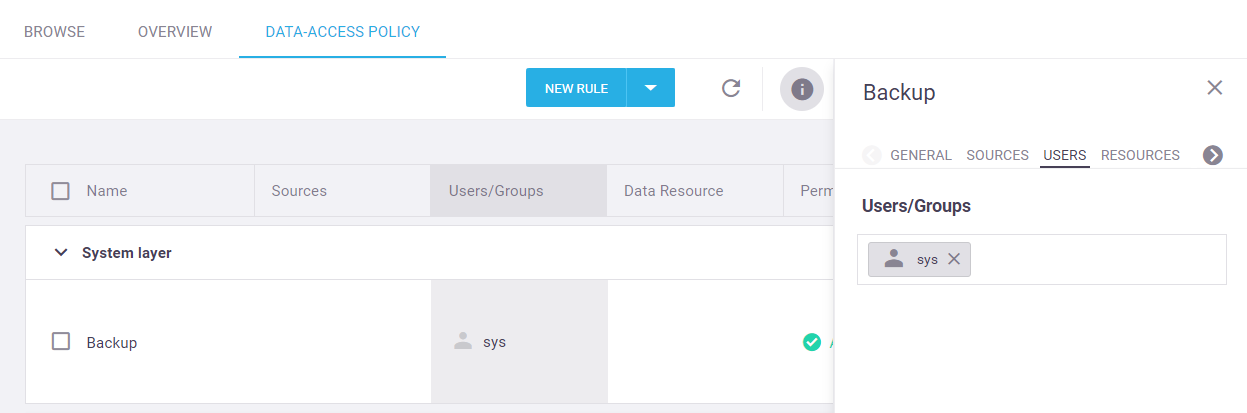 BROWSE OVERVIEW DATA-ACCESS POLICY
NEW RULE
Backup
GENERAL SOURCES USERS RESOURCES
Name Sources Users/Groups Data Resource
Users/Groups
System layer
sys
Backup sys